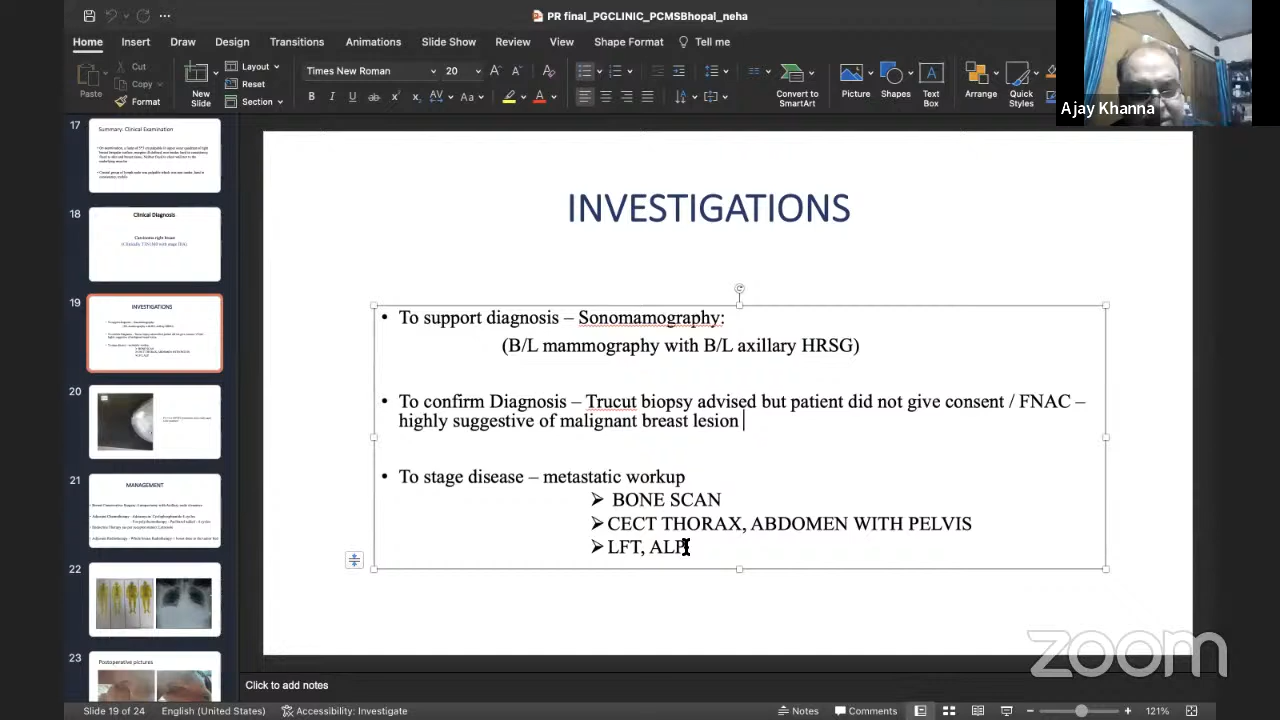 PR final_PGCLINIC_PCMSBhopal_neha
Home Insert Draw Design Transitions Animations Slide Show Review View Shape Format Tell me
Paste
Cut
Copy
Format
New Slide
Layout
Reset
Section
Times New Roman 20
Convert to SmartArt
Picture
Shapes
Text Box
Arrange
Quick Styles
Ajay Khanna
17
Summary: Clinical Examination
18
Clinical Diagnosis
Carcinoma right breast
19
INVESTIGATIONS
20
21
MANAGEMENT
22
23
Postoperative pictures
INVESTIGATIONS
• To support diagnosis – Sonomamography:
(B/L mammography with B/L axillary HRSG)
• To confirm Diagnosis – Trucut biopsy advised but patient did not give consent / FNAC –
highly suggestive of malignant breast lesion
• To stage disease – metastatic workup
➢ BONE SCAN
➢ CECT THORAX, ABDOMEN WITH PELVIS
➢ LFT, ALP
zoom
Click to add notes
Slide 19 of 24 English (United States) Accessibility: Investigate Notes Comments 121%